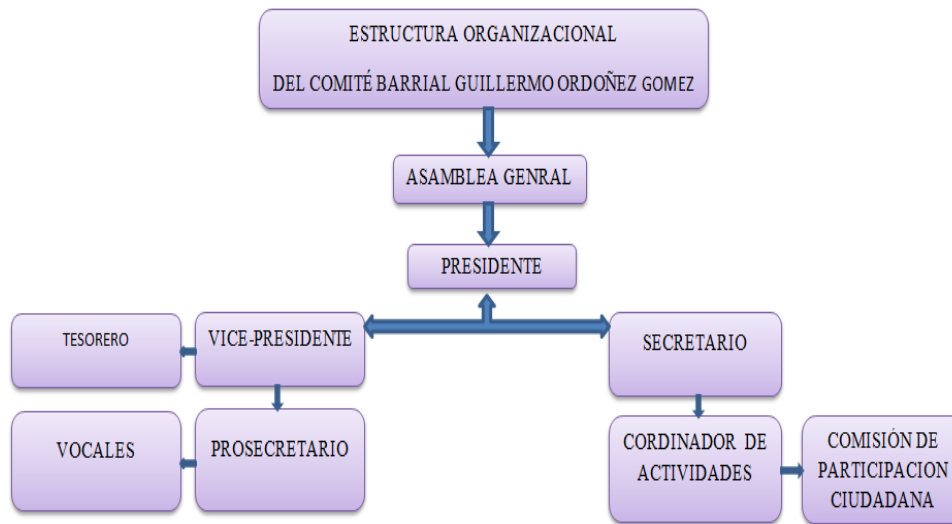 ESTRUCTURA ORGANIZACIONAL
DEL COMITÉ BARRIAL GUILLERMO ORDOÑEZ GOMEZ
ASAMBLEA GENRAL
PRESIDENTE
TESORERO
VICE-PRESIDENTE
SECRETARIO
VOCALES
PROSECRETARIO
CORDINADOR DE
ACTIVIDADES
COMISIÓN DE
PARTICIPACION
CIUDADANA